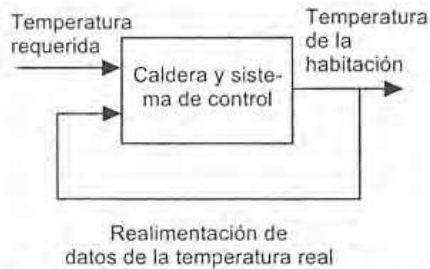 Temperatura
requerida
Caldera y siste-
ma de control
Temperatura
de la
habitación
Realimentación de
datos de la temperatura real